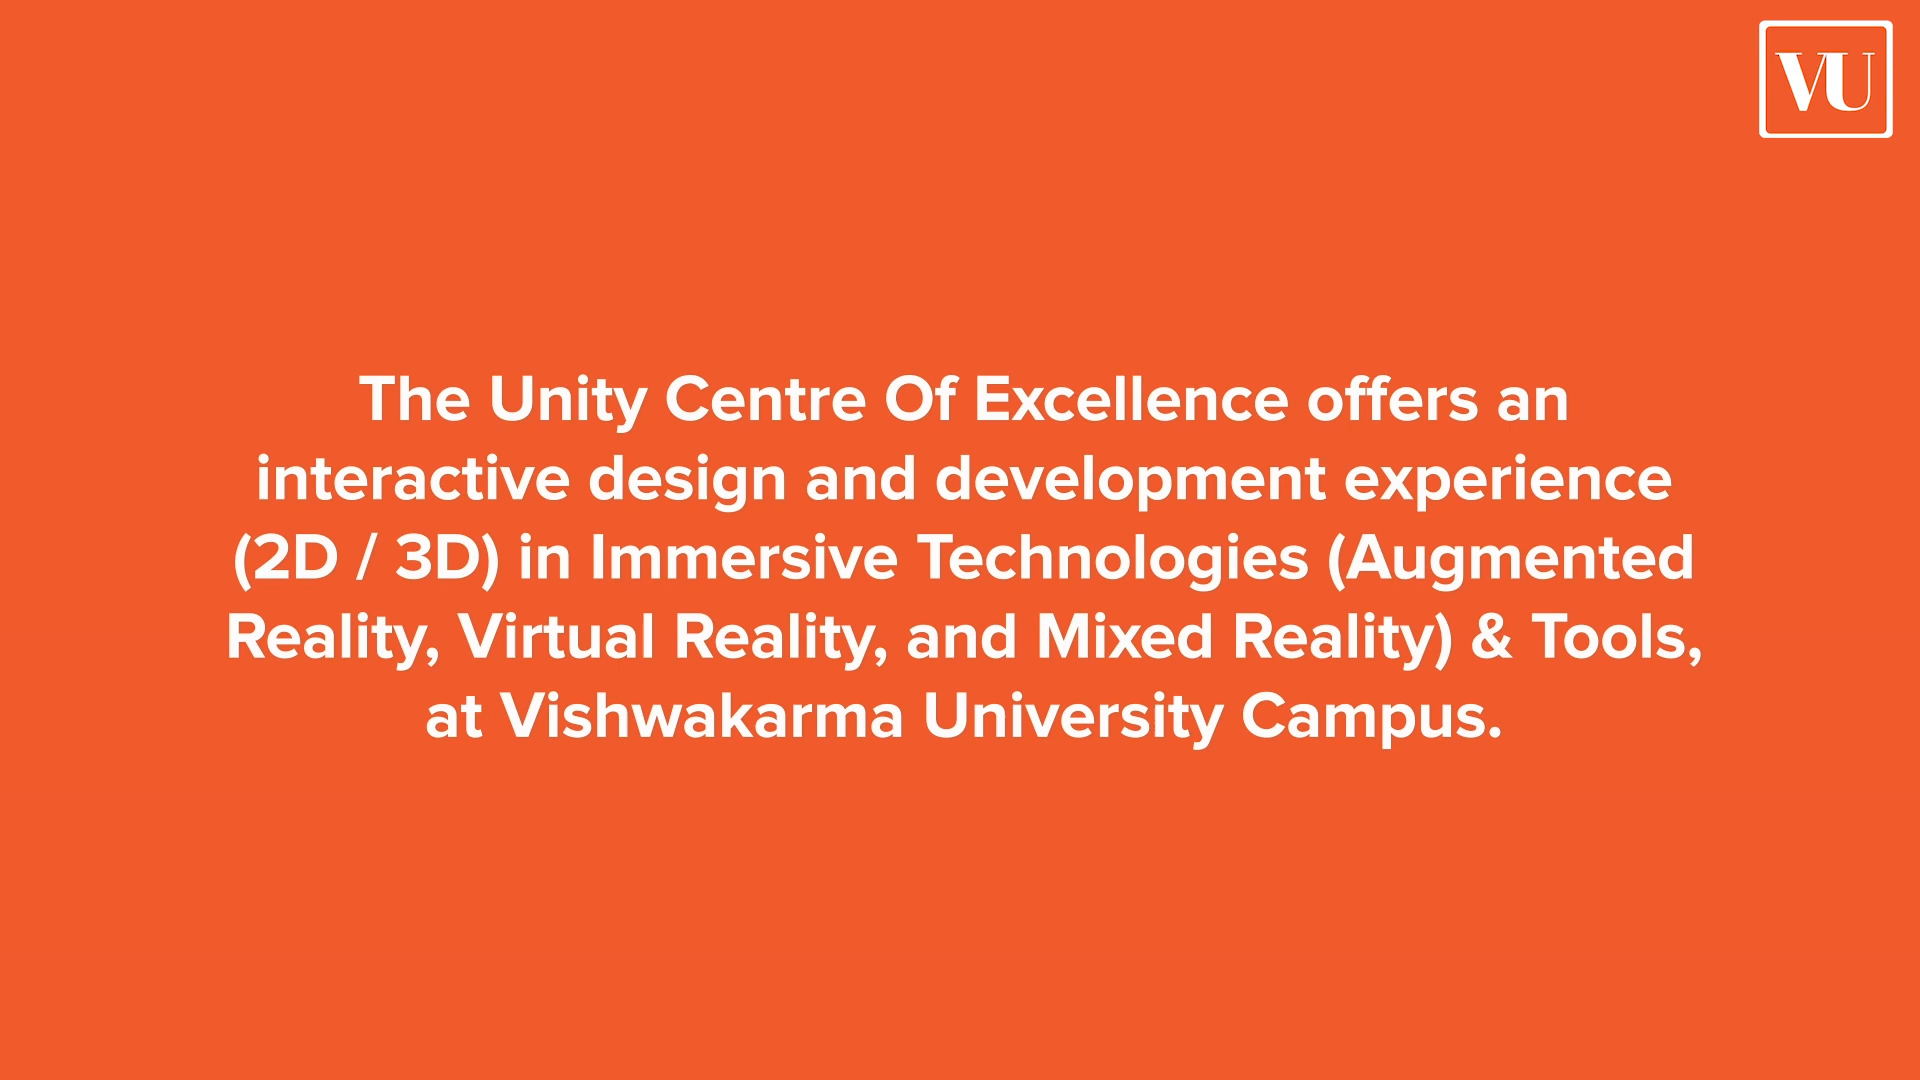 VU
The Unity Centre Of Excellence offers an
interactive design and development experience
(2D / 3D) in Immersive Technologies (Augmented
Reality, Virtual Reality, and Mixed Reality) & Tools,
at Vishwakarma University Campus.